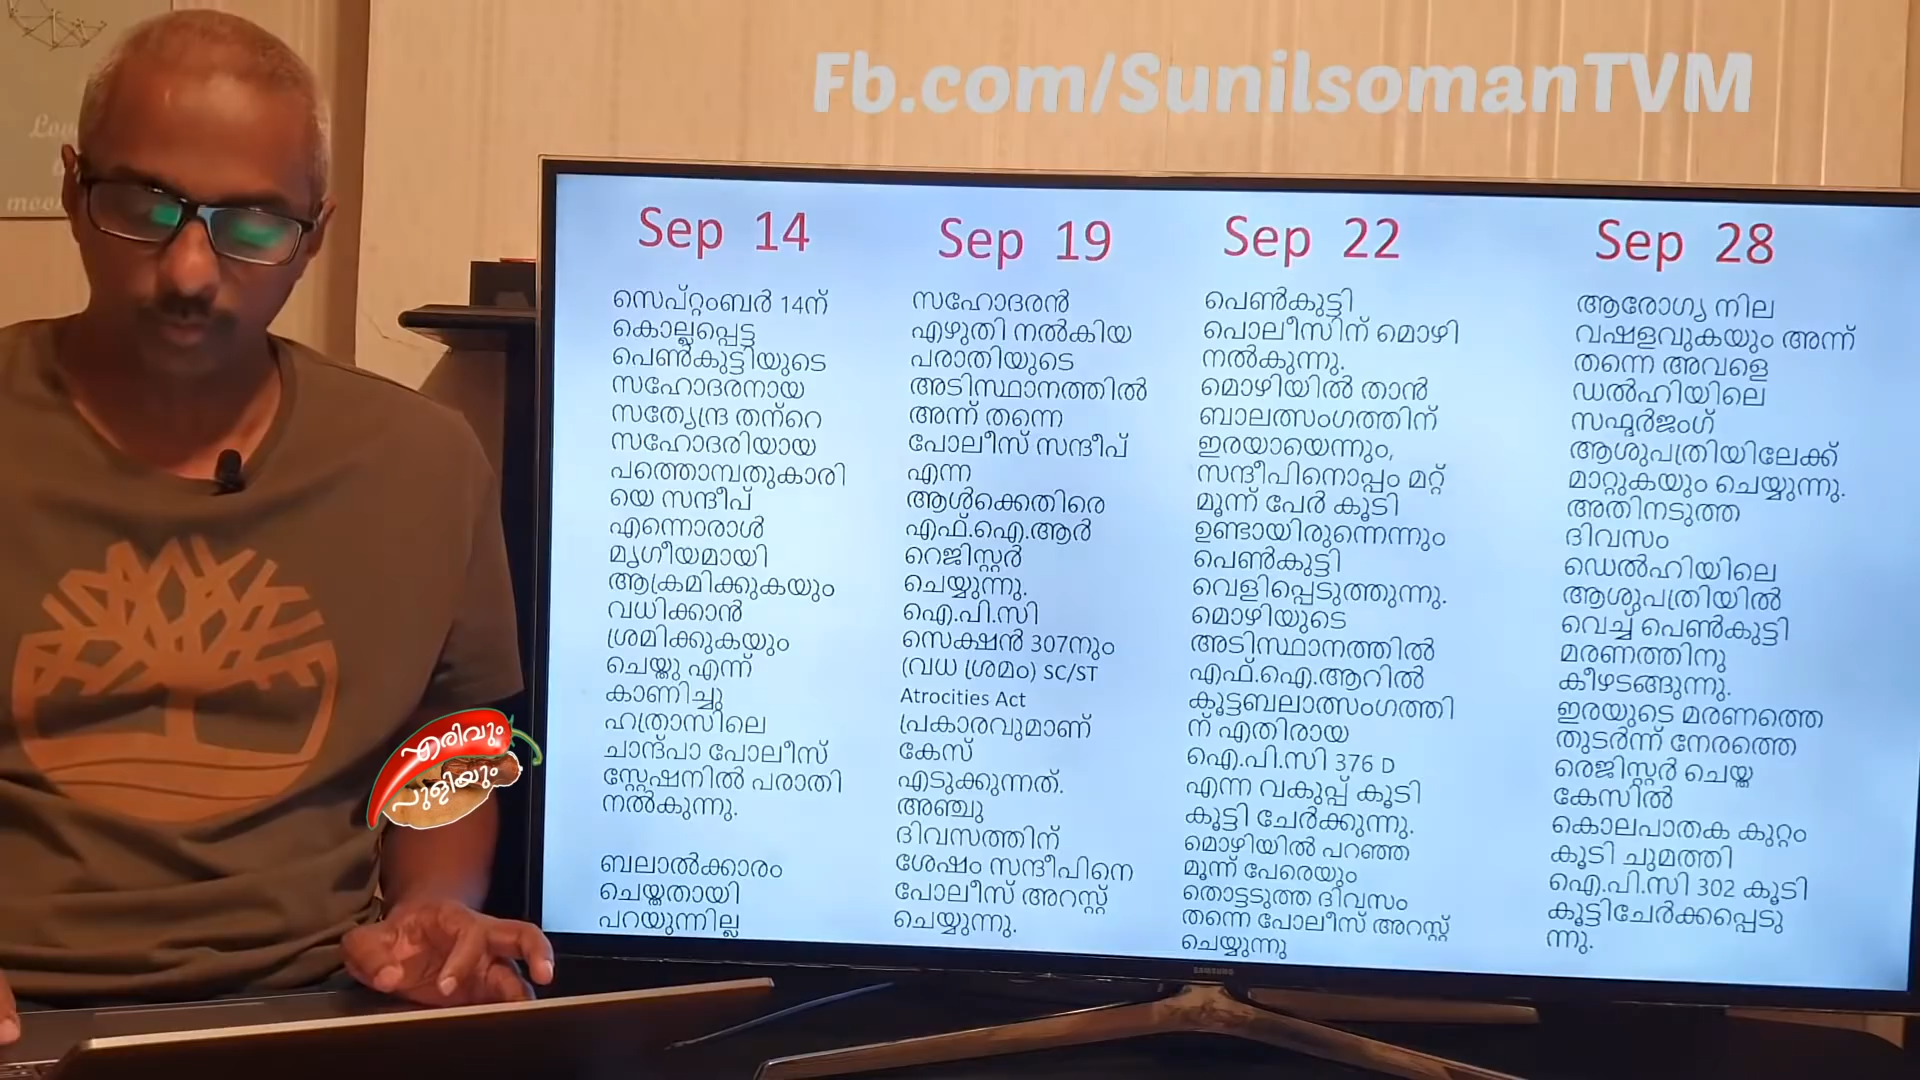 Fb.com/SunilsomanTVM
Sep 14
സെപ്റ്റംബർ 14ന്
കൊല്ലപ്പെട്ട
പെൺകുട്ടിയുടെ
സഹോദരനായ
സത്യേന്ദ്ര തന്റെ
സഹോദരിയായ
പത്തൊമ്പതുകാരി
യെ സന്ദീപ്
എന്നൊരാൾ
മൃഗീയമായി
ആക്രമിക്കുകയും
വധിക്കാൻ
ശ്രമിക്കുകയും
ചെയ്തു എന്ന്
കാണിച്ചു
ഹത്രാസിലെ
ചാന്ദ്പാ പോലീസ്
സ്റ്റേഷനിൽ പരാതി
നൽകുന്നു.
ബലാൽക്കാരം
ചെയ്തതായി
പറയുന്നില്ല
Sep 19
സഹോദരൻ
എഴുതി നൽകിയ
പരാതിയുടെ
അടിസ്ഥാനത്തിൽ
അന്ന് തന്നെ
പോലീസ് സന്ദീപ്
എന്ന
ആൾക്കെതിരെ
എഫ്.ഐ.ആർ
റെജിസ്റ്റർ
ചെയ്യുന്നു.
ഐ.പി.സി
സെക്ഷൻ 307നും
(വധ ശ്രമം) SC/ST
Atrocities Act
പ്രകാരവുമാണ്
കേസ്
എടുക്കുന്നത്.
അഞ്ചു
ദിവസത്തിന്
ശേഷം സന്ദീപിനെ
പോലീസ് അറസ്റ്റ്
ചെയ്യുന്നു.
Sep 22
പെൺകുട്ടി
പൊലീസിന് മൊഴി
നൽകുന്നു.
മൊഴിയിൽ താൻ
ബാലത്സംഗത്തിന്
ഇരയായെന്നും,
സന്ദീപിനൊപ്പം മറ്റ്
മൂന്ന് പേർ കൂടി
ഉണ്ടായിരുന്നെന്നും
പെൺകുട്ടി
വെളിപ്പെടുത്തുന്നു.
മൊഴിയുടെ
അടിസ്ഥാനത്തിൽ
എഫ്.ഐ.ആറിൽ
കൂട്ടബലാത്സംഗത്തി
ന് എതിരായ
ഐ.പി.സി 376 D
എന്ന വകുപ്പ് കൂടി
കൂട്ടി ചേർക്കുന്നു.
മൊഴിയിൽ പറഞ്ഞ
മൂന്ന് പേരെയും
തൊട്ടടുത്ത ദിവസം
തന്നെ പോലീസ് അറസ്റ്റ്
ചെയ്യുന്നു
Sep 28
ആരോഗ്യ നില
വഷളവുകയും അന്ന്
തന്നെ അവളെ
ഡൽഹിയിലെ
സഫ്ദർജംഗ്
ആശുപത്രിയിലേക്ക്
മാറ്റുകയും ചെയ്യുന്നു.
അതിനടുത്ത
ദിവസം
ഡെൽഹിയിലെ
ആശുപത്രിയിൽ
വെച്ച് പെൺകുട്ടി
മരണത്തിനു
കീഴടങ്ങുന്നു.
ഇരയുടെ മരണത്തെ
തുടർന്ന് നേരത്തെ
രെജിസ്റ്റർ ചെയ്ത
കേസിൽ
കൊലപാതക കുറ്റം
കൂടി ചുമത്തി
ഐ.പി.സി 302 കൂടി
കൂട്ടിചേർക്കപ്പെടു
ന്നു.
എരിവും
പുളിയും
SAMSUNG